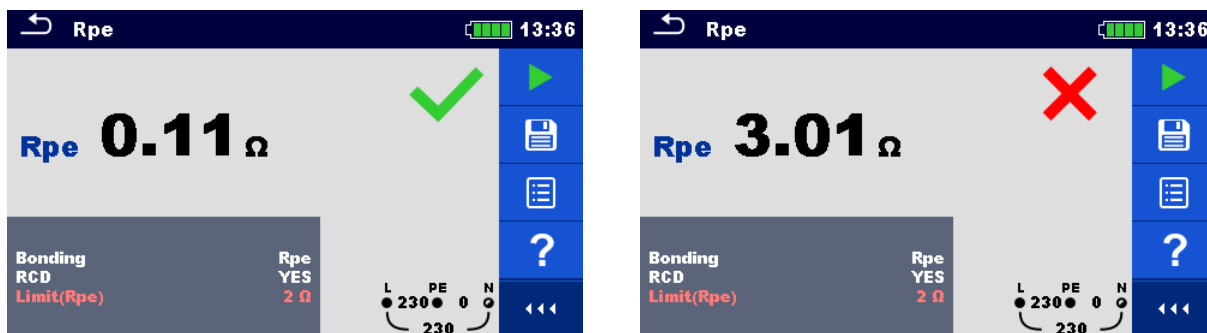 Rpe 13:36
Rpe 0.11 Ω
Bonding Rpe
RCD YES
Limit(Rpe) 2 Ω
L PE N
230 0
230
?
Rpe 13:36
Rpe 3.01 Ω
Bonding Rpe
RCD YES
Limit(Rpe) 2 Ω
L PE N
230 0
230
?